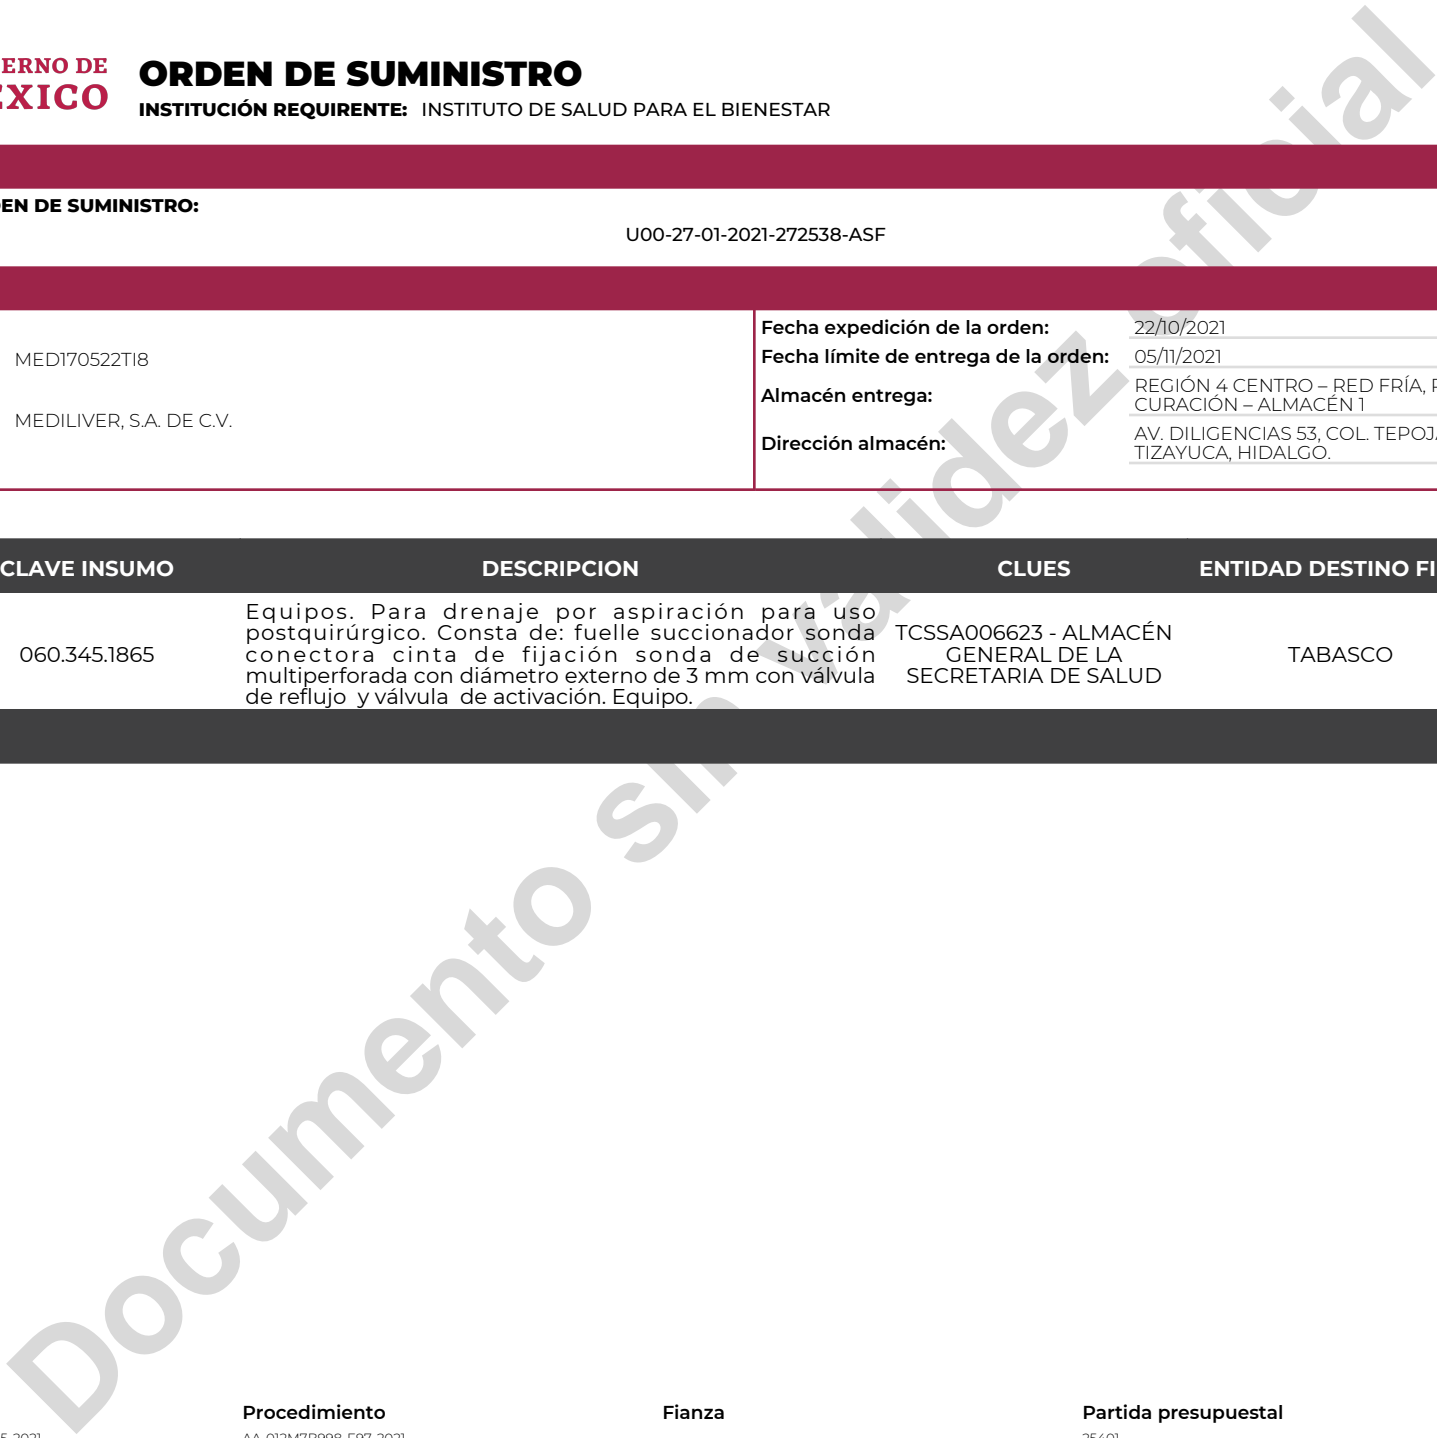 ERNO DE
EXICO
ORDEN DE SUMINISTRO
INSTITUCIÓN REQUIRENTE: INSTITUTO DE SALUD PARA EL BIENESTAR
EN DE SUMINISTRO:
U00-27-01-2021-272538-ASF
MED170522TI8
MEDILIVER, S.A. DE C.V.
Fecha expedición de la orden: 22/10/2021
Fecha límite de entrega de la orden: 05/11/2021
Almacén entrega:
REGIÓN 4 CENTRO – RED FRÍA,
CURACIÓN – ALMACÉN 1
Dirección almacén:
AV. DILIGENCIAS 53, COL. TEPOJ
TIZAYUCA, HIDALGO.
CLAVE INSUMO DESCRIPCION CLUES ENTIDAD DESTINO FI
060.345.1865
Equipos. Para drenaje por aspiración para uso
postquirúrgico. Consta de: fuelle succionador sonda
conectora cinta de fijación sonda de succión
multiperforada con diámetro externo de 3 mm con válvula
de reflujo y válvula de activación. Equipo.
TCSSA006623 - ALMACÉN
GENERAL DE LA
SECRETARIA DE SALUD
TABASCO
Documento sin validez oficial
Procedimiento Fianza Partida presupuestal